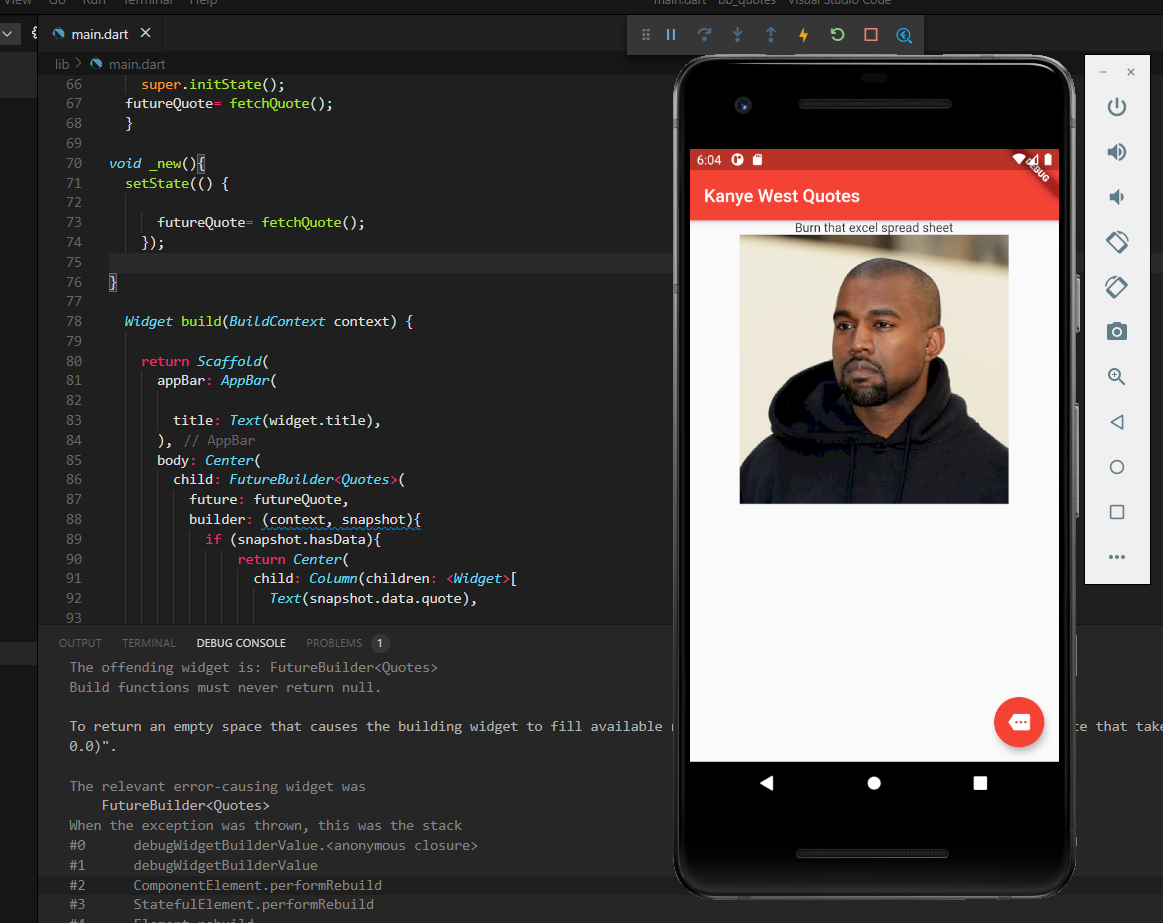 View Go Run Terminal Help
main.dart bb_quotes Visual Studio Code
main.dart
lib > main.dart
66 super.initState();
67 futureQuote= fetchQuote();
68 }
69
70 void _new(){
71 setState(() {
72
73 futureQuote= fetchQuote();
74 });
75
76 }
77
78 Widget build(BuildContext context) {
79
80 return Scaffold(
81 appBar: AppBar(
82
83 title: Text(widget.title),
84 ), // AppBar
85 body: Center(
86 child: FutureBuilder<Quotes>(
87 future: futureQuote,
88 builder: (context, snapshot){
89 if (snapshot.hasData){
90 return Center(
91 child: Column(children: <Widget>[
92 Text(snapshot.data.quote),
93
OUTPUT TERMINAL DEBUG CONSOLE PROBLEMS 1
The offending widget is: FutureBuilder<Quotes>
Build functions must never return null.
To return an empty space that causes the building widget to fill available
that take
0.0)".
The relevant error-causing widget was
FutureBuilder<Quotes>
When the exception was thrown, this was the stack
#0 debugWidgetBuilderValue.<anonymous closure>
#1 debugWidgetBuilderValue
#2 ComponentElement.performRebuild
#3 StatefulElement.performRebuild
#4 Element.rebuild
6:04
DEBUG
Kanye West Quotes
Burn that excel spread sheet